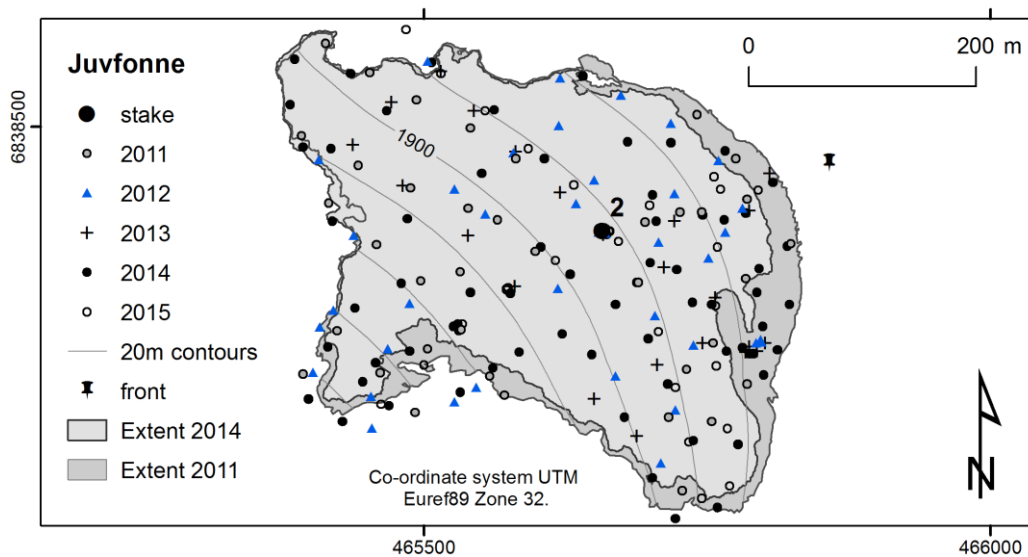 Juvfonne
stake
2011
2012
2013
2014
2015
20m contours
front
Extent 2014
Extent 2011
0 200 m
1900
2
Co-ordinate system UTM
Euref89 Zone 32.
N
6838500
465500 466000